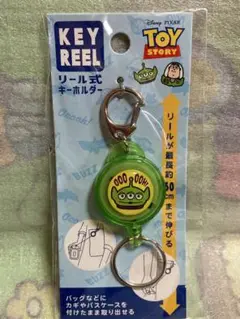 KEY
REEL
リール式
キーホルダー
Disney PIXAR
TOY
STORY
リールが最長約50cmまで伸びる
OOO OOH!
BUZZ
バッグなどに
カギやパスケースを
付けたまま取り出せる